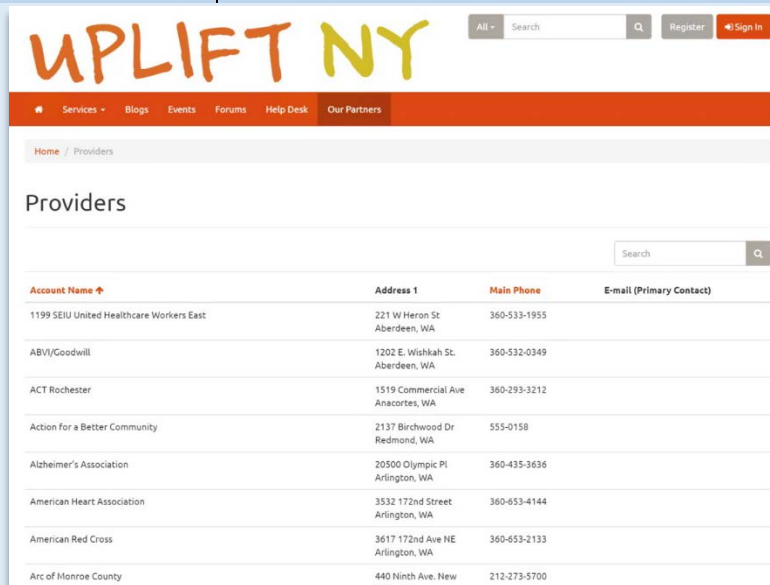 UPLIFT NY
All Search Register Sign In
Services Blogs Events Forums Help Desk Our Partners
Home / Providers
Providers
Search
Account Name Address 1 Main Phone E-mail (Primary Contact)
1199 SEIU United Healthcare Workers East 221 W Heron St 360-533-1955
Aberdeen, WA
ABVI/Goodwill 1202 E. Wishkah St. 360-532-0349
Aberdeen, WA
ACT Rochester 1519 Commercial Ave 360-293-3212
Anacortes, WA
Action for a Better Community 2137 Birchwood Dr 555-0158
Redmond, WA
Alzheimer's Association 20500 Olympic Pl 360-435-3636
Arlington, WA
American Heart Association 3532 172nd Street 360-653-4144
Arlington, WA
American Red Cross 3617 172nd Ave NE 360-653-2133
Arlington, WA
Arc of Monroe County 440 Ninth Ave. New 212-273-5700